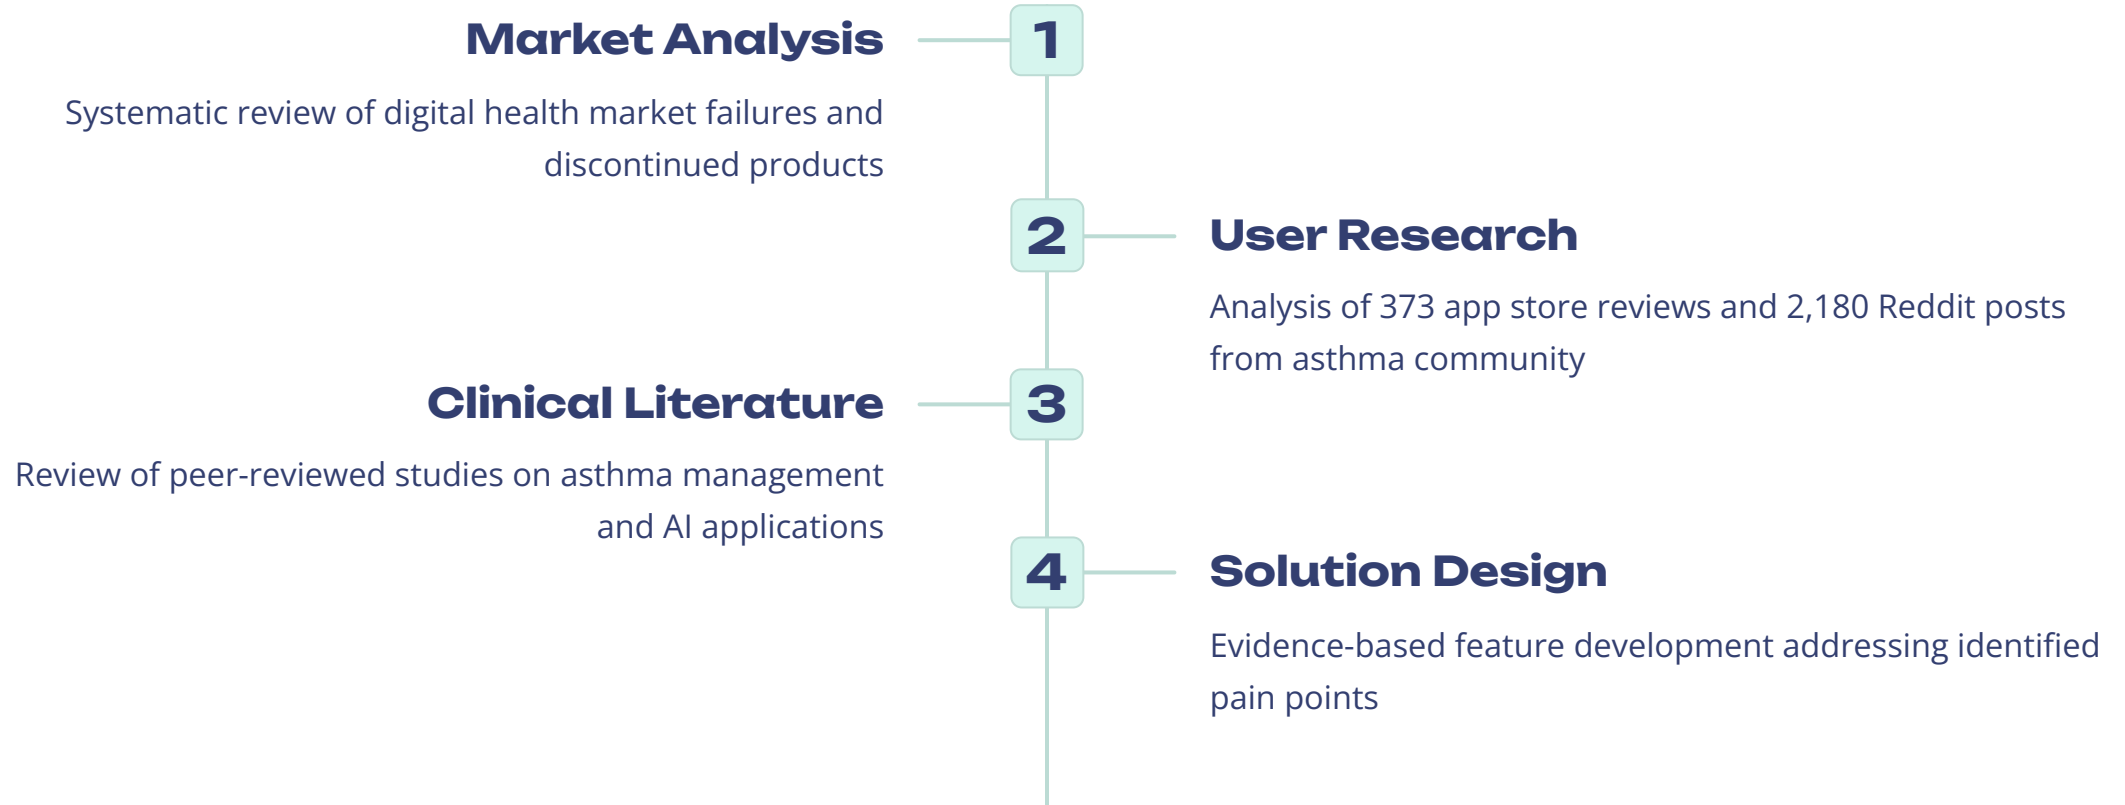 Market Analysis
1
Systematic review of digital health market failures and
discontinued products
2
User Research
Analysis of 373 app store reviews and 2,180 Reddit posts
from asthma community
Clinical Literature
3
Review of peer-reviewed studies on asthma management
and AI applications
4
Solution Design
Evidence-based feature development addressing identified
pain points